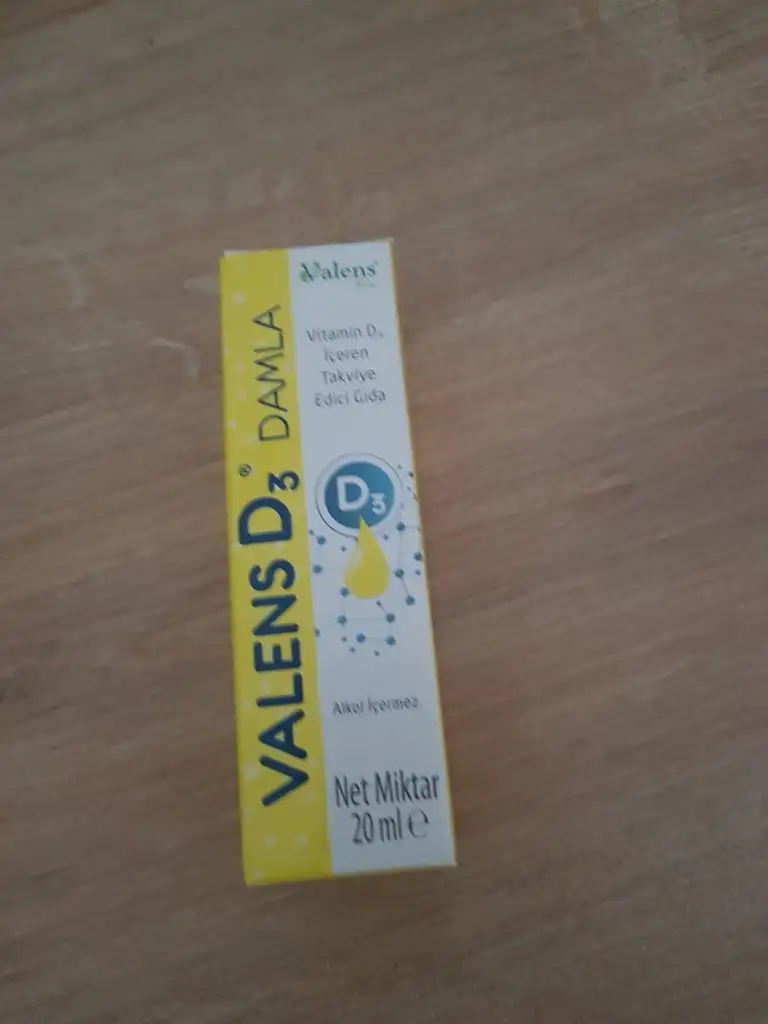 VALENS D₃® DAMLA
Valens
Vitamin D₃
İçeren
Takviye
Edici Gıda
D₃
Alkol İçermez
Net Miktar
20 ml ℮